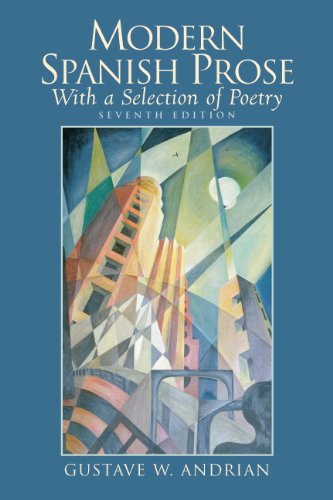 MODERN
SPANISH PROSE
With a Selection of Poetry
SEVENTH EDITION
GUSTAVE W. ANDRIAN